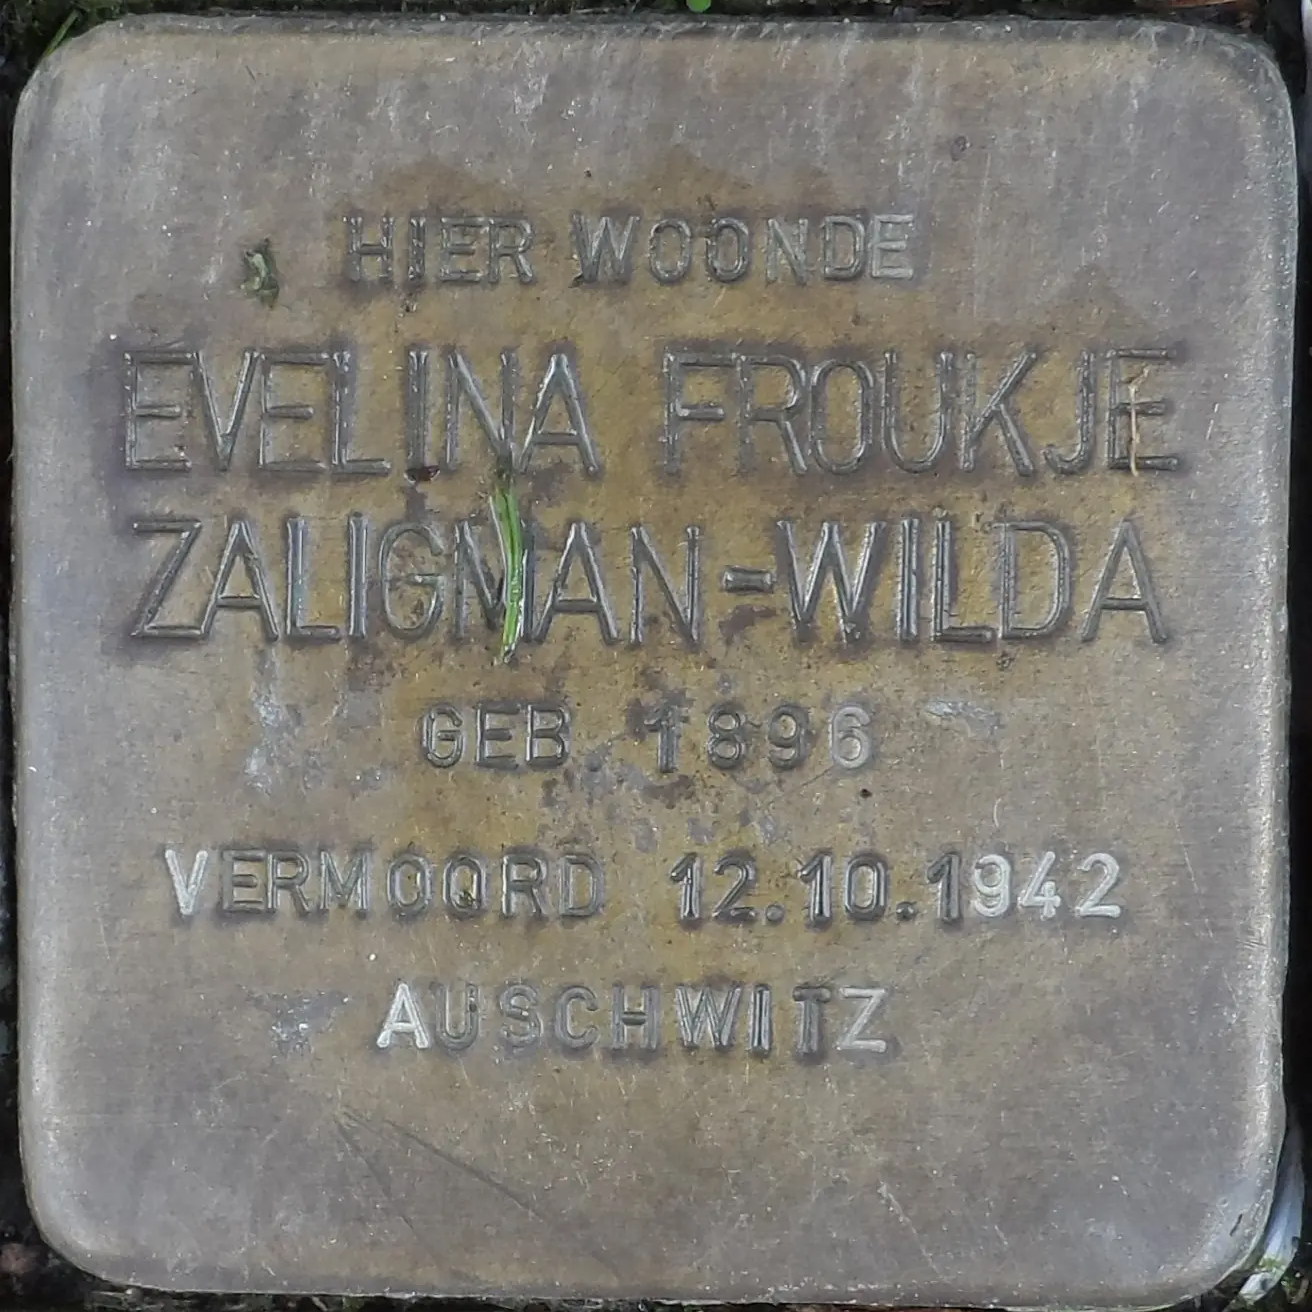 HIER WOONDE
EVELINA FROUKJE
ZALIGMAN-WILDA
GEB 1896
VERMOORD 12.10.1942
AUSCHWITZ